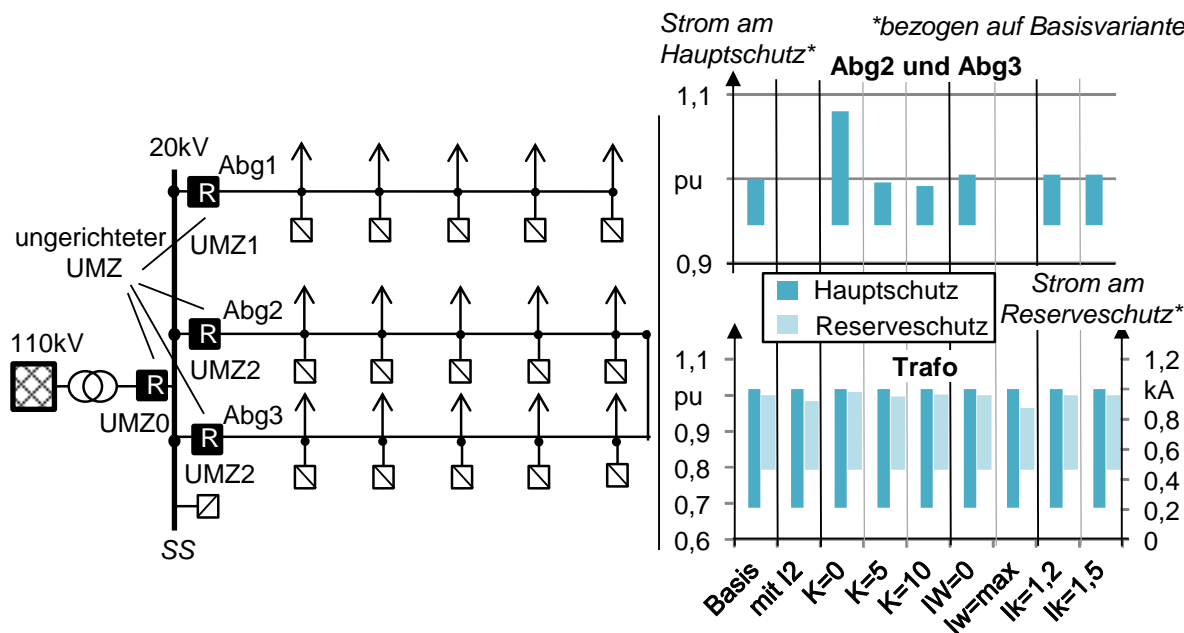 20kV
Abg1
R
ungerichteter
UMZ
UMZ1
Abg2
R
110kV
UMZ2
R
UMZ0
Abg3
R
UMZ2
SS
Strom am
Hauptschutz*
*bezogen auf Basisvariante
Abg2 und Abg3
1,1
pu
0,9
Hauptschutz
Reserveschutz
Strom am
Reserveschutz*
Trafo
1,1
pu
0,9
0,8
0,7
0,6
1,2
kA
0,8
0,6
0,4
0,2
0
Basis
mit I2
K=0
K=5
K=10
IW=0
Iw=max
Ik=1,2
Ik=1,5